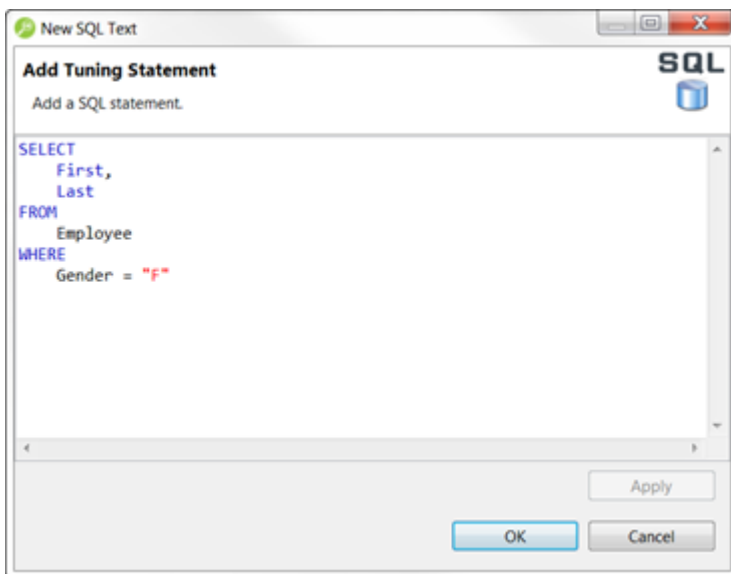 New SQL Text
Add Tuning Statement
SQL
Add a SQL statement.
SELECT
First,
Last
FROM
Employee
WHERE
Gender = "F"
Apply
OK
Cancel